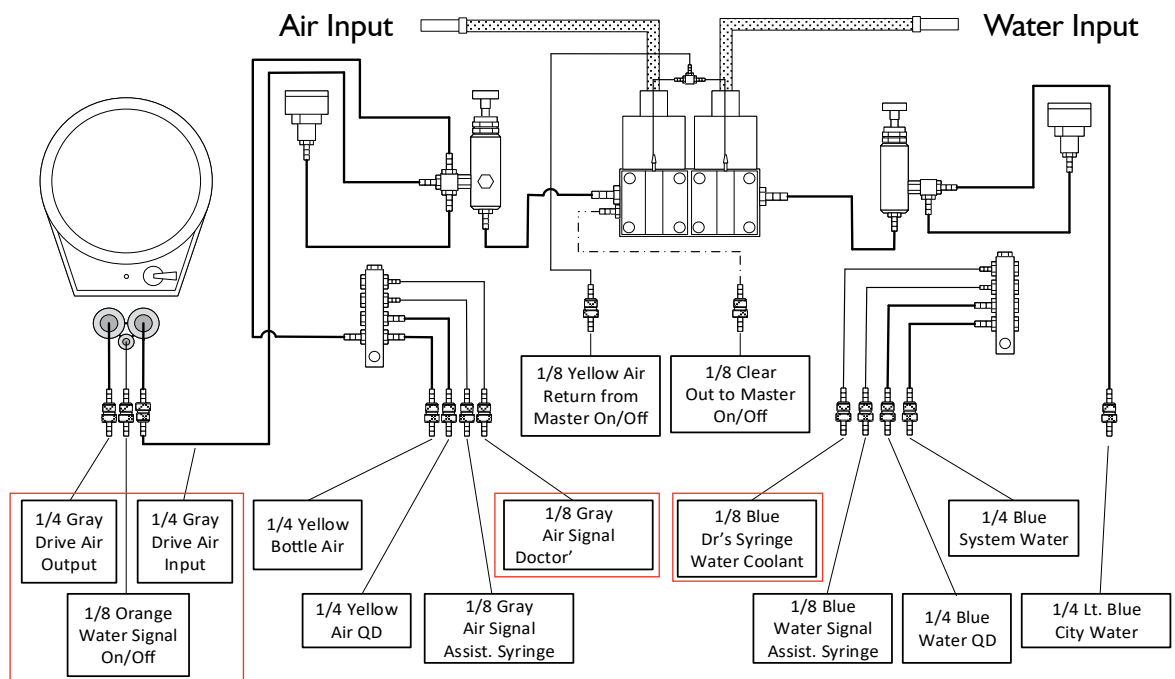 Air Input
Water Input
1/8 Yellow Air
Return from
Master On/Off
1/8 Clear
Out to Master
On/Off
1/4 Gray
Drive Air
Output
1/4 Gray
Drive Air
Input
1/4 Yellow
Bottle Air
1/8 Gray
Air Signal
Doctor'
1/8 Blue
Dr's Syringe
Water Coolant
1/4 Blue
System Water
1/8 Orange
Water Signal
On/Off
1/4 Yellow
Air QD
1/8 Gray
Air Signal
Assist. Syringe
1/8 Blue
Water Signal
Assist. Syringe
1/4 Blue
Water QD
1/4 Lt. Blue
City Water